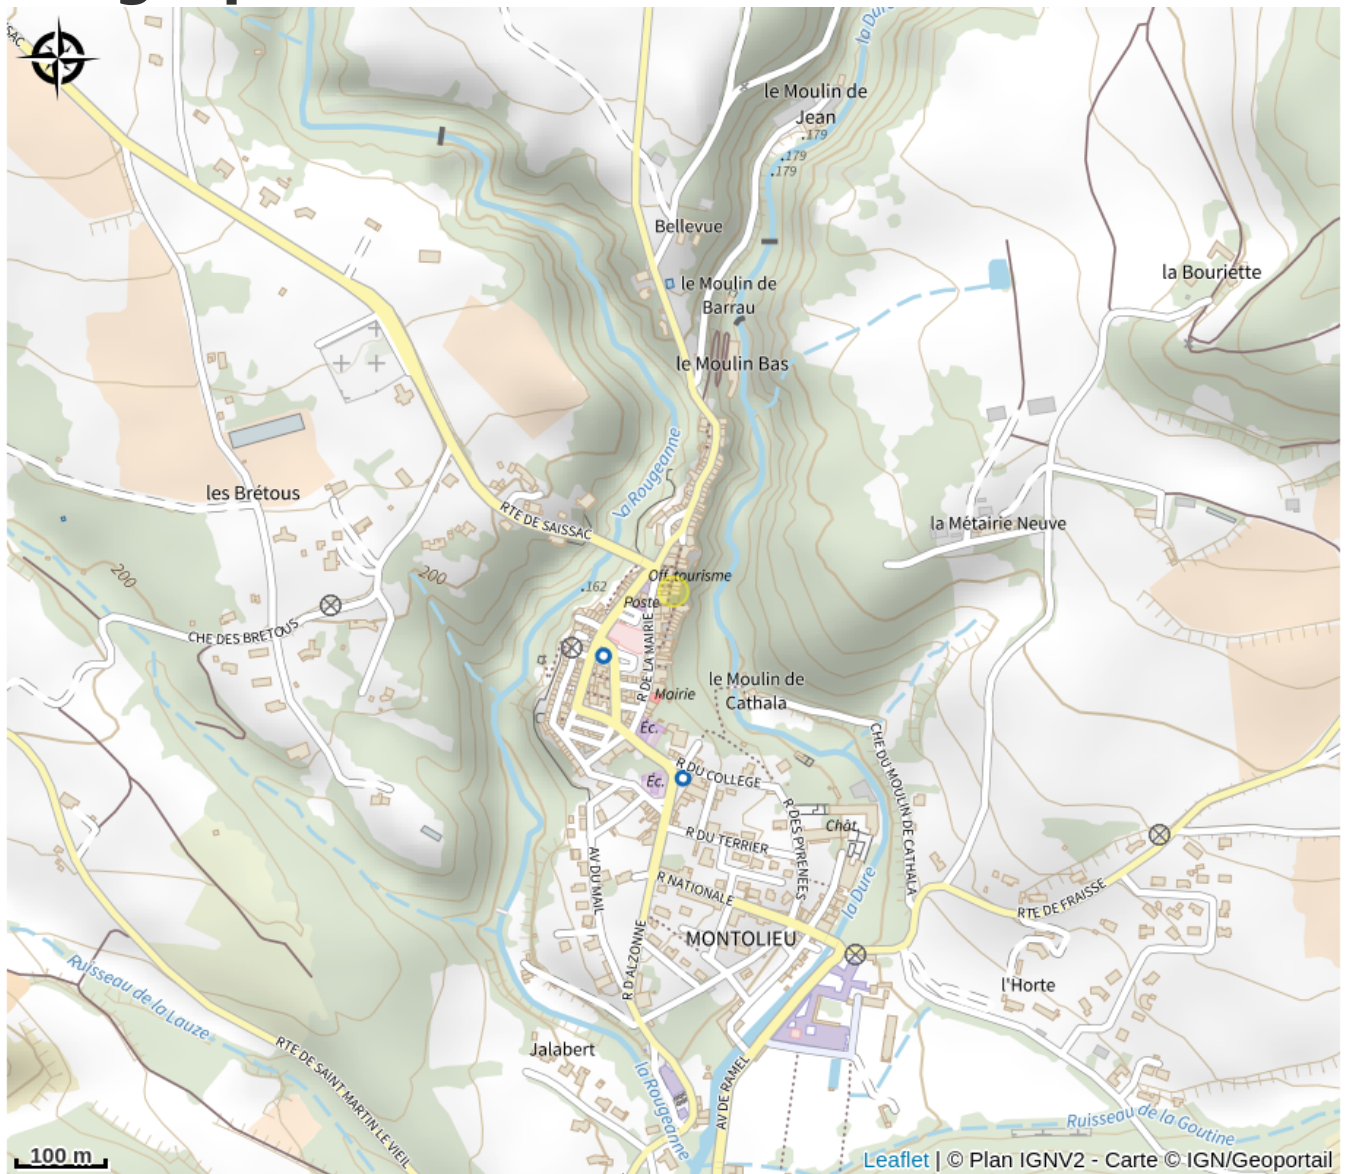 SAC
la Dure
le Moulin de
Jean
.179
.179
.179
Bellevue
la Bouriette
le Moulin de
Barrau
le Moulin Bas
la Rougeanne
les Brétous
RTE DE SAISSAC
la Métairie Neuve
200
200
.162
Off. tourisme
Poste
CHE DES BRETOUS
R DE LA MAIRIE
Mairie
le Moulin de
Cathala
Éc.
Éc.
R DU COLLEGE
CHE DU MOULIN DE CATHALA
R DES PYRENEES
Chât.
R DU TERRIER
AV DU MAIL
R NATIONALE
la Dure
RTE DE FRAISSE
MONTOLIEU
R D'ALZONNE
Ruisseau de la Lauze
l'Horte
RTE DE SAINT MARTIN LE VIEIL
Jalabert
la Rougeanne
AV DE RAMEL
Ruisseau de la Goutine
100 m
Leaflet | © Plan IGNV2 - Carte © IGN/Geoportail